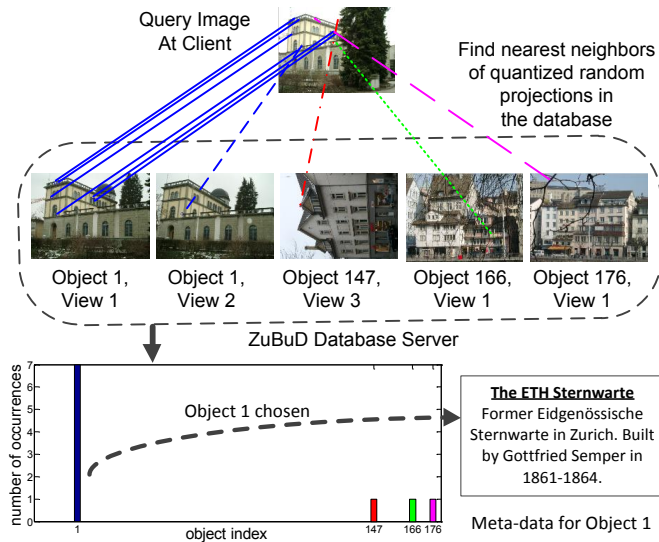 Query Image
At Client
Find nearest neighbors
of quantized random
projections in
the database
Object 1,
View 1
Object 1,
View 2
Object 147,
View 3
Object 166,
View 1
Object 176,
View 1
ZuBuD Database Server
number of occurrences
7
6
5
4
3
2
1
0
Object 1 chosen
1
147
166
176
object index
The ETH Sternwarte
Former Eidgenössische
Sternwarte in Zurich. Built
by Gottfried Semper in
1861-1864.
Meta-data for Object 1